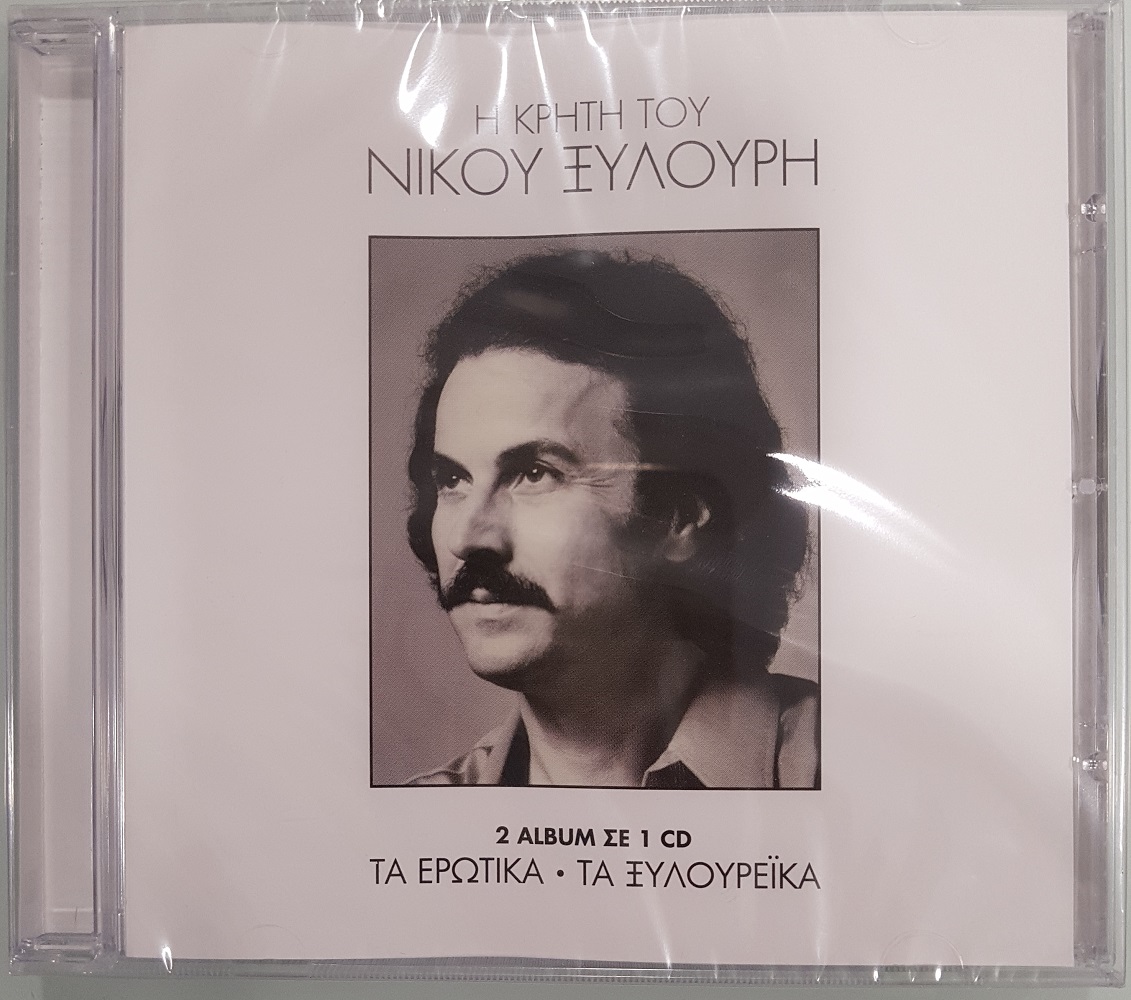 Η ΚΡΗΤΗ ΤΟΥ
ΝΙΚΟΥ ΞΥΛΟΥΡΗ
2 ALBUM ΣΕ 1 CD
ΤΑ ΕΡΩΤΙΚΑ • ΤΑ ΞΥΛΟΥΡΕΪΚΑ